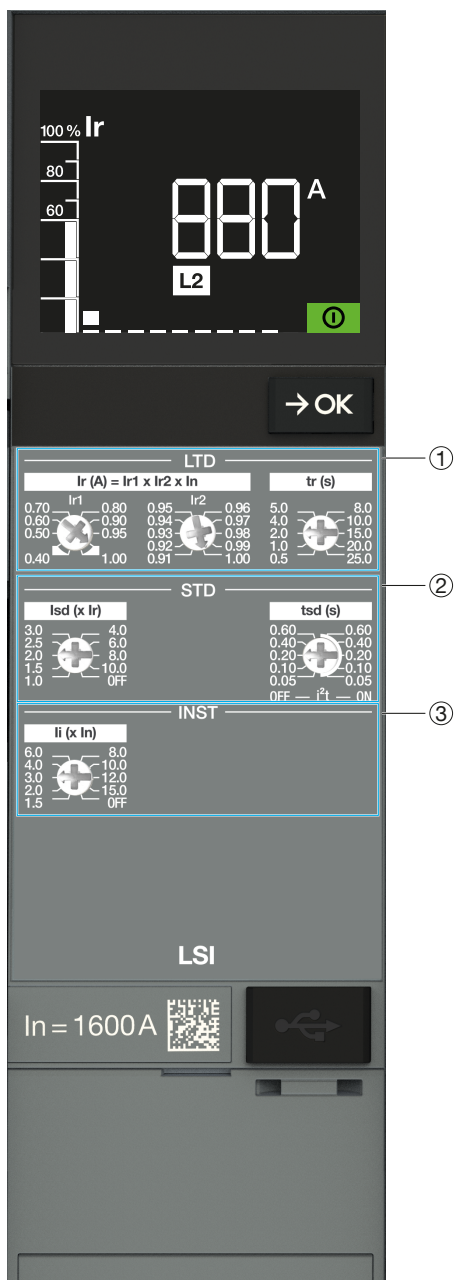 100 % Ir
80
60
880 A
L2
→OK
1
LTD
Ir (A) = Ir1 x Ir2 x In
tr (s)
Ir1
Ir2
0.70 0.80 0.95 0.96 5.0 8.0
0.60 0.90 0.94 0.97 4.0 10.0
0.50 0.95 0.93 0.98 2.0 15.0
0.92 0.99 1.0 20.0
0.40 1.00 0.91 1.00 0.5 25.0
2
STD
Isd (x Ir)
tsd (s)
3.0 4.0 0.60 0.60
2.5 6.0 0.40 0.40
2.0 8.0 0.20 0.20
1.5 10.0 0.10 0.10
1.0 OFF 0.05 0.05
OFF — i²t — ON
3
INST
Ii (x In)
6.0 8.0
4.0 10.0
3.0 12.0
2.0 15.0
1.5 OFF
LSI
In = 1600 A